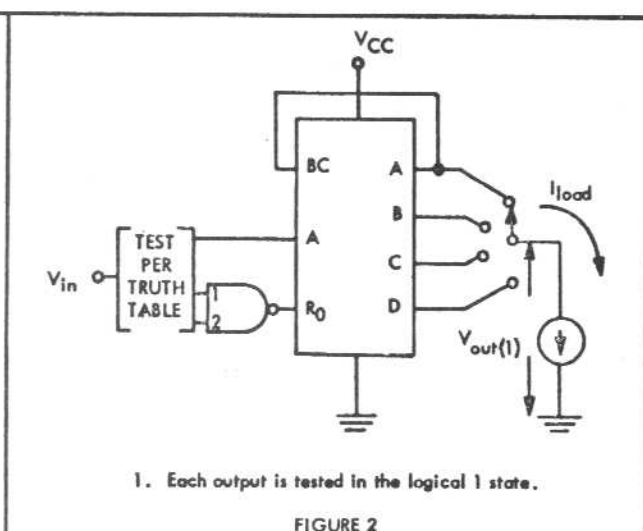 VCC
BC
A
A
B
C
D
R0
Iload
Vin
TEST
PER
TRUTH
TABLE
1
2
Vout(1)
1. Each output is tested in the logical 1 state.
FIGURE 2